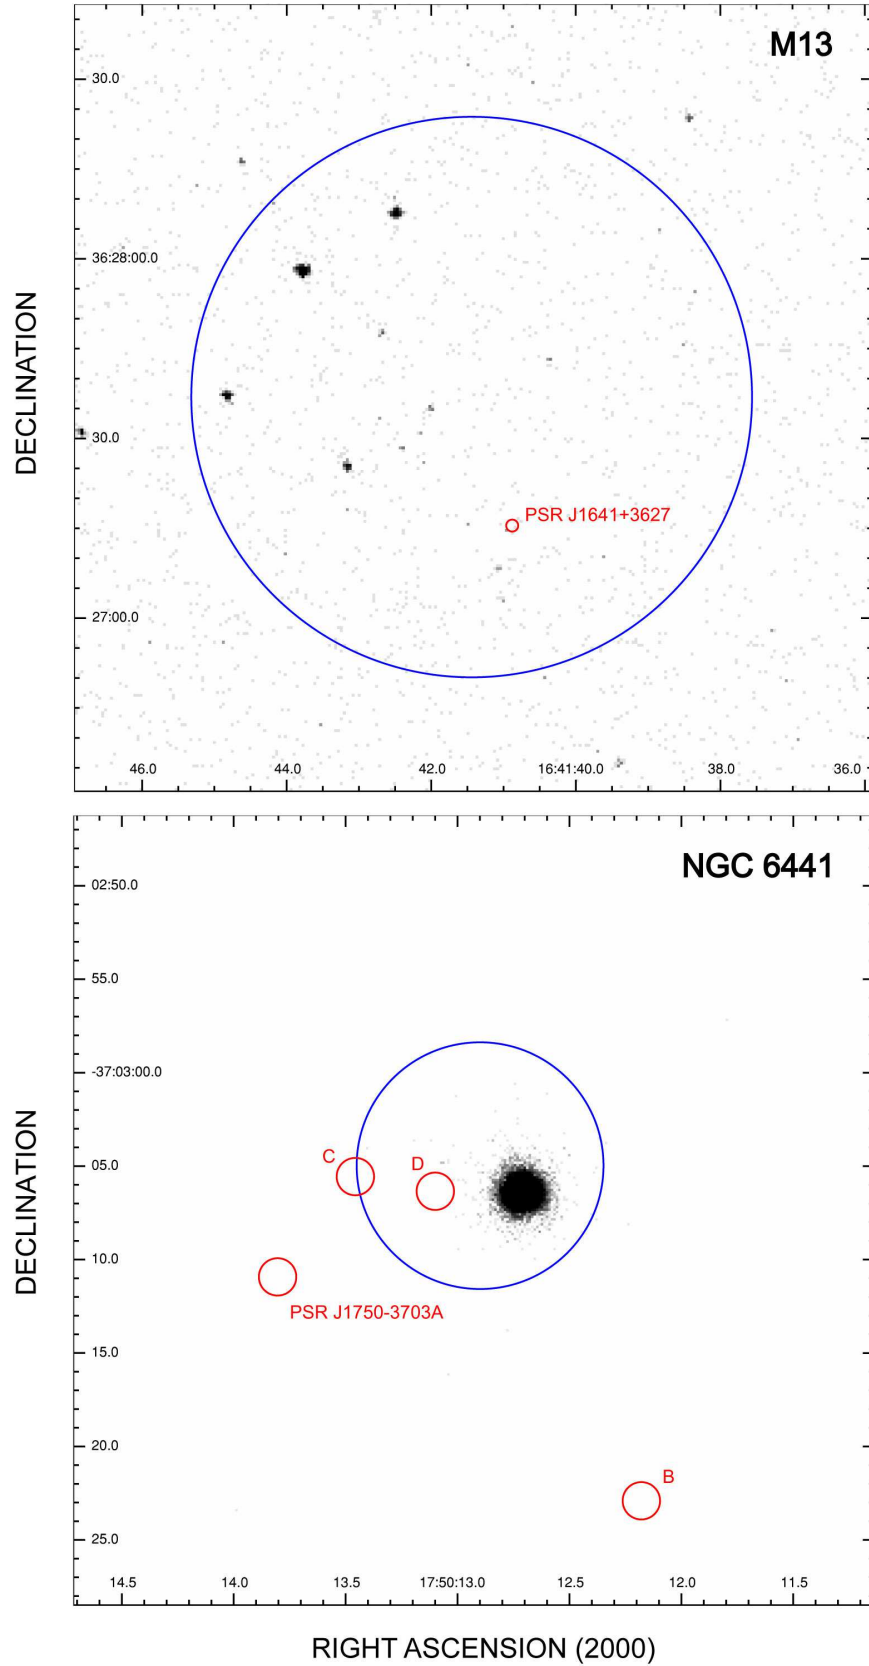 M13
30.0
36:28:00.0
DECLINATION
30.0
PSR J1641+3627
27:00.0
46.0 44.0 42.0 16:41:40.0 38.0 36.0
NGC 6441
02:50.0
55.0
-37:03:00.0
DECLINATION
05.0
C
D
10.0
PSR J1750-3703A
15.0
20.0
B
25.0
14.5 14.0 13.5 17:50:13.0 12.5 12.0 11.5
RIGHT ASCENSION (2000)